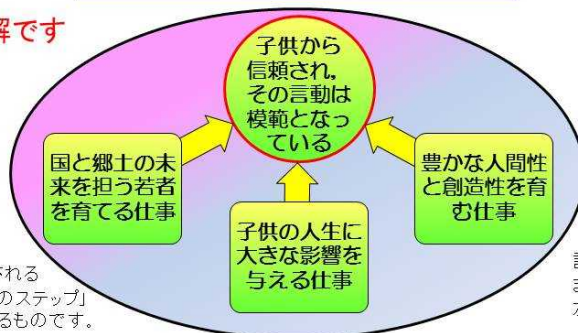 解です
子供から
信頼され，
その言動は
模範となっ
ている
国と郷土の未
来を担う若者
を育てる仕事
豊かな人間性
と創造性を育
む仕事
子供の人生に
大きな影響を
与える仕事
れる
のステップ」
るものです。